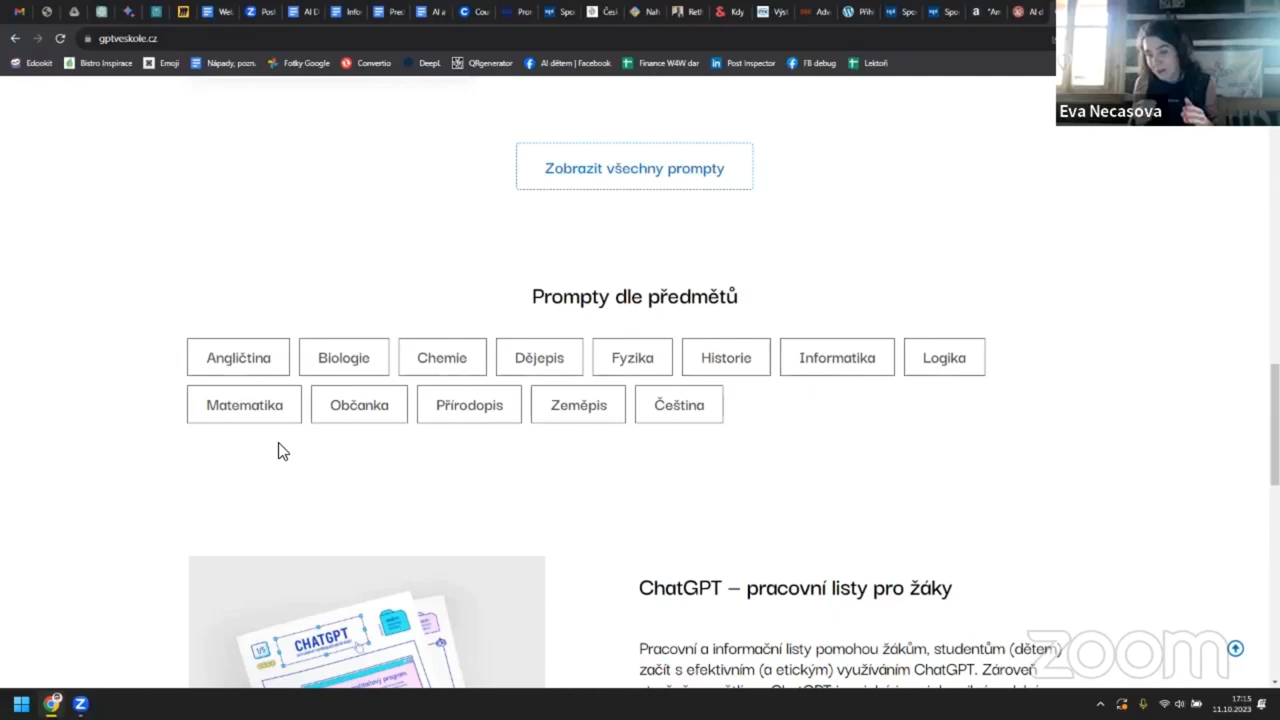 gptveskole.cz
Edookit
Bistro Inspirace
Emoji
Nápady, pozn.
Fotky Google
Convertio
DeepL
QRgenerator
AI dětem | Facebook
Finance W4W dar
Post Inspector
FB debug
Lektoři
Eva Necasova
Zobrazit všechny prompty
Prompty dle předmětů
Angličtina Biologie Chemie Dějepis Fyzika Historie Informatika Logika
Matematika Občanka Přírodopis Zeměpis Čeština
ChatGPT – pracovní listy pro žáky
CHATGPT
Pracovní a informační listy pomohou žákům, studentům (dětem)
začít s efektivním (a etickým) využíváním ChatGPT. Zároveň
zoom
17:15
11.10.2023